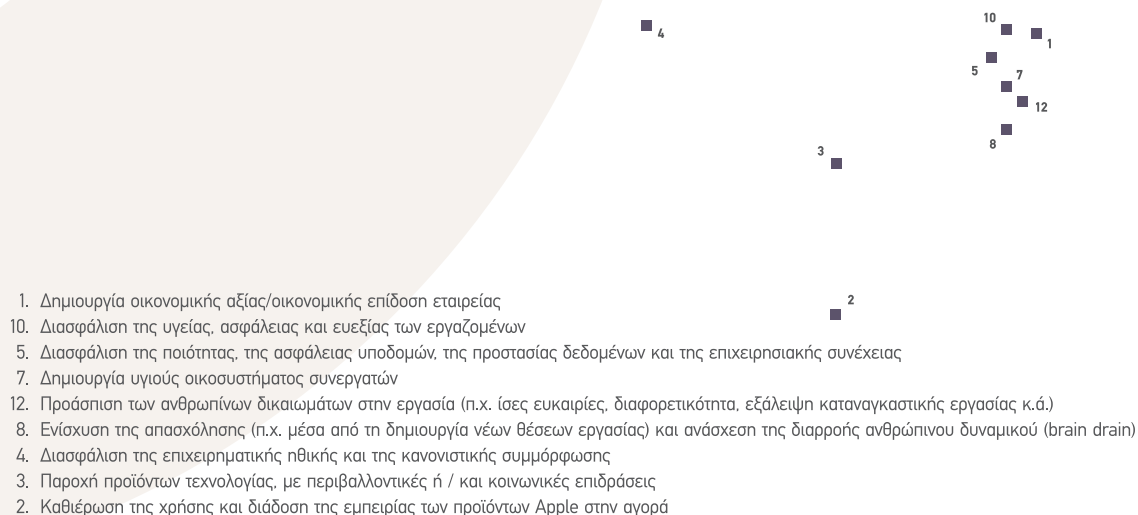 10
4
1
5
7
12
8
3
2
1. Δημιουργία οικονομικής αξίας/οικονομικής επίδοση εταιρείας
10. Διασφάλιση της υγείας, ασφάλειας και ευεξίας των εργαζομένων
5. Διασφάλιση της ποιότητας, της ασφάλειας υποδομών, της προστασίας δεδομένων και της επιχειρησιακής συνέχειας
7. Δημιουργία υγιούς οικοσυστήματος συνεργατών
12. Προάσπιση των ανθρωπίνων δικαιωμάτων στην εργασία (π.χ. ίσες ευκαιρίες, διαφορετικότητα, εξάλειψη καταναγκαστικής εργασίας κ.ά.)
8. Ενίσχυση της απασχόλησης (π.χ. μέσα από τη δημιουργία νέων θέσεων εργασίας) και ανάσχεση της διαρροής ανθρώπινου δυναμικού (brain drain)
4. Διασφάλιση της επιχειρηματικής ηθικής και της κανονιστικής συμμόρφωσης
3. Παροχή προϊόντων τεχνολογίας, με περιβαλλοντικές ή / και κοινωνικές επιδράσεις
2. Καθιέρωση της χρήσης και διάδοση της εμπειρίας των προϊόντων Apple στην αγορά